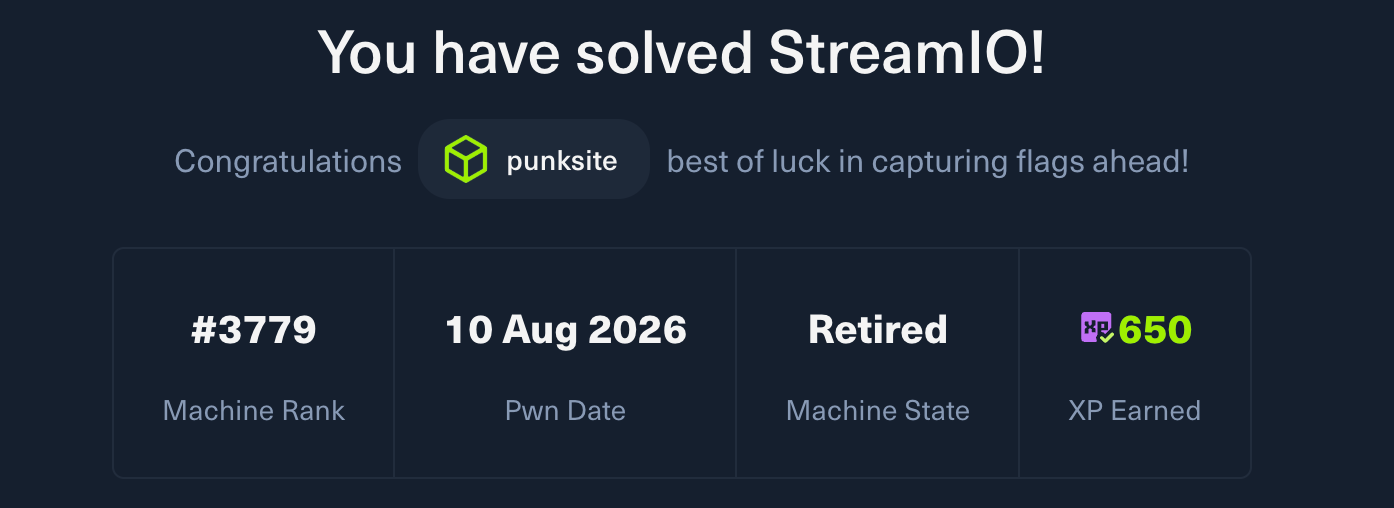 You have solved StreamIO!
Congratulations punksite best of luck in capturing flags ahead!
#3779 10 Aug 2026 Retired XP 650
Machine Rank Pwn Date Machine State XP Earned